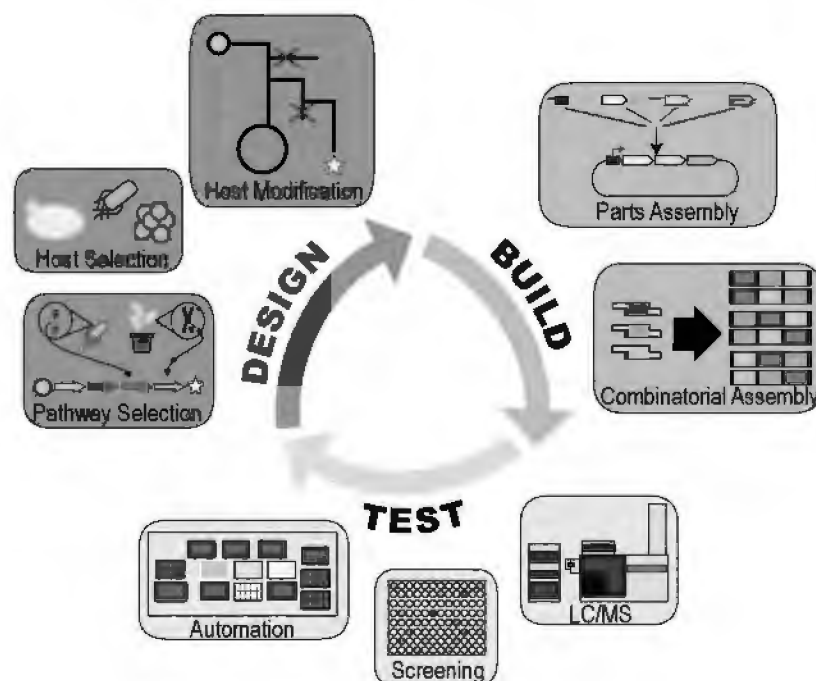 Host Modification
Parts Assembly
Host Selection
DESIGN
BUILD
Pathway Selection
Combinatorial Assembly
TEST
Automation
LC/MS
Screening